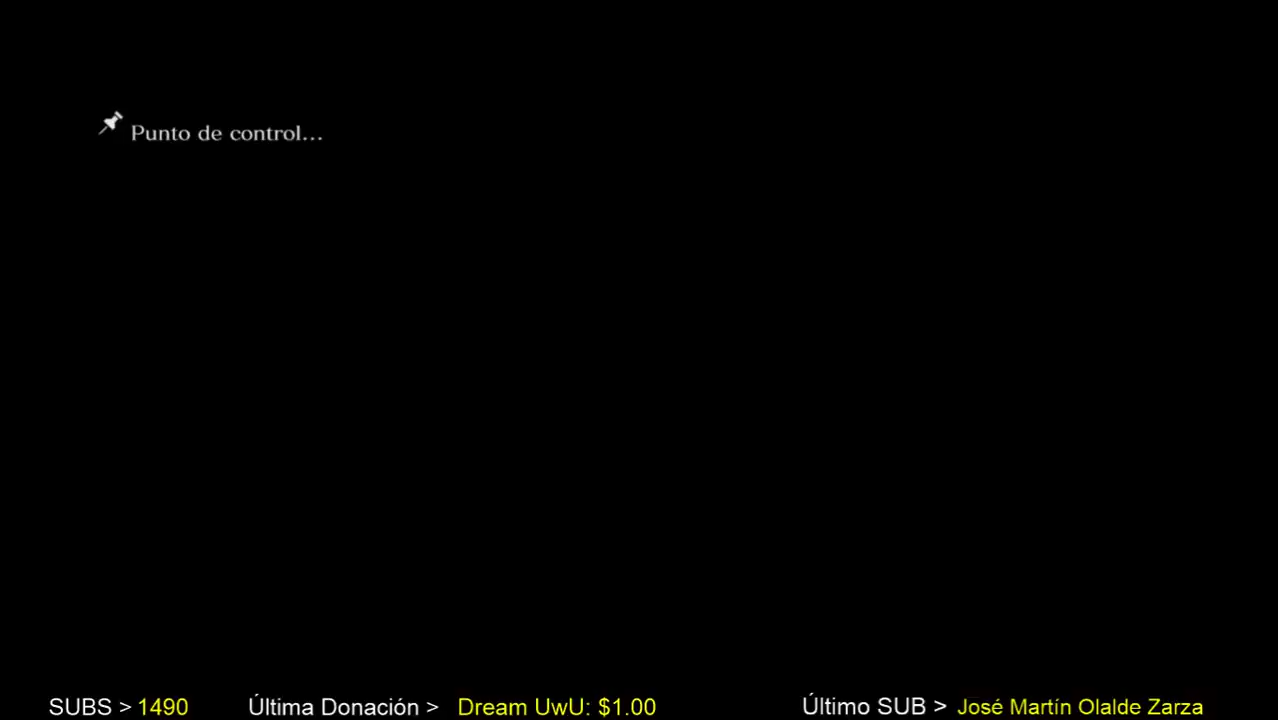 Punto de control...
SUBS > 1490 Última Donación > Dream UwU: $1.00 Último SUB > José Martín Olalde Zarza